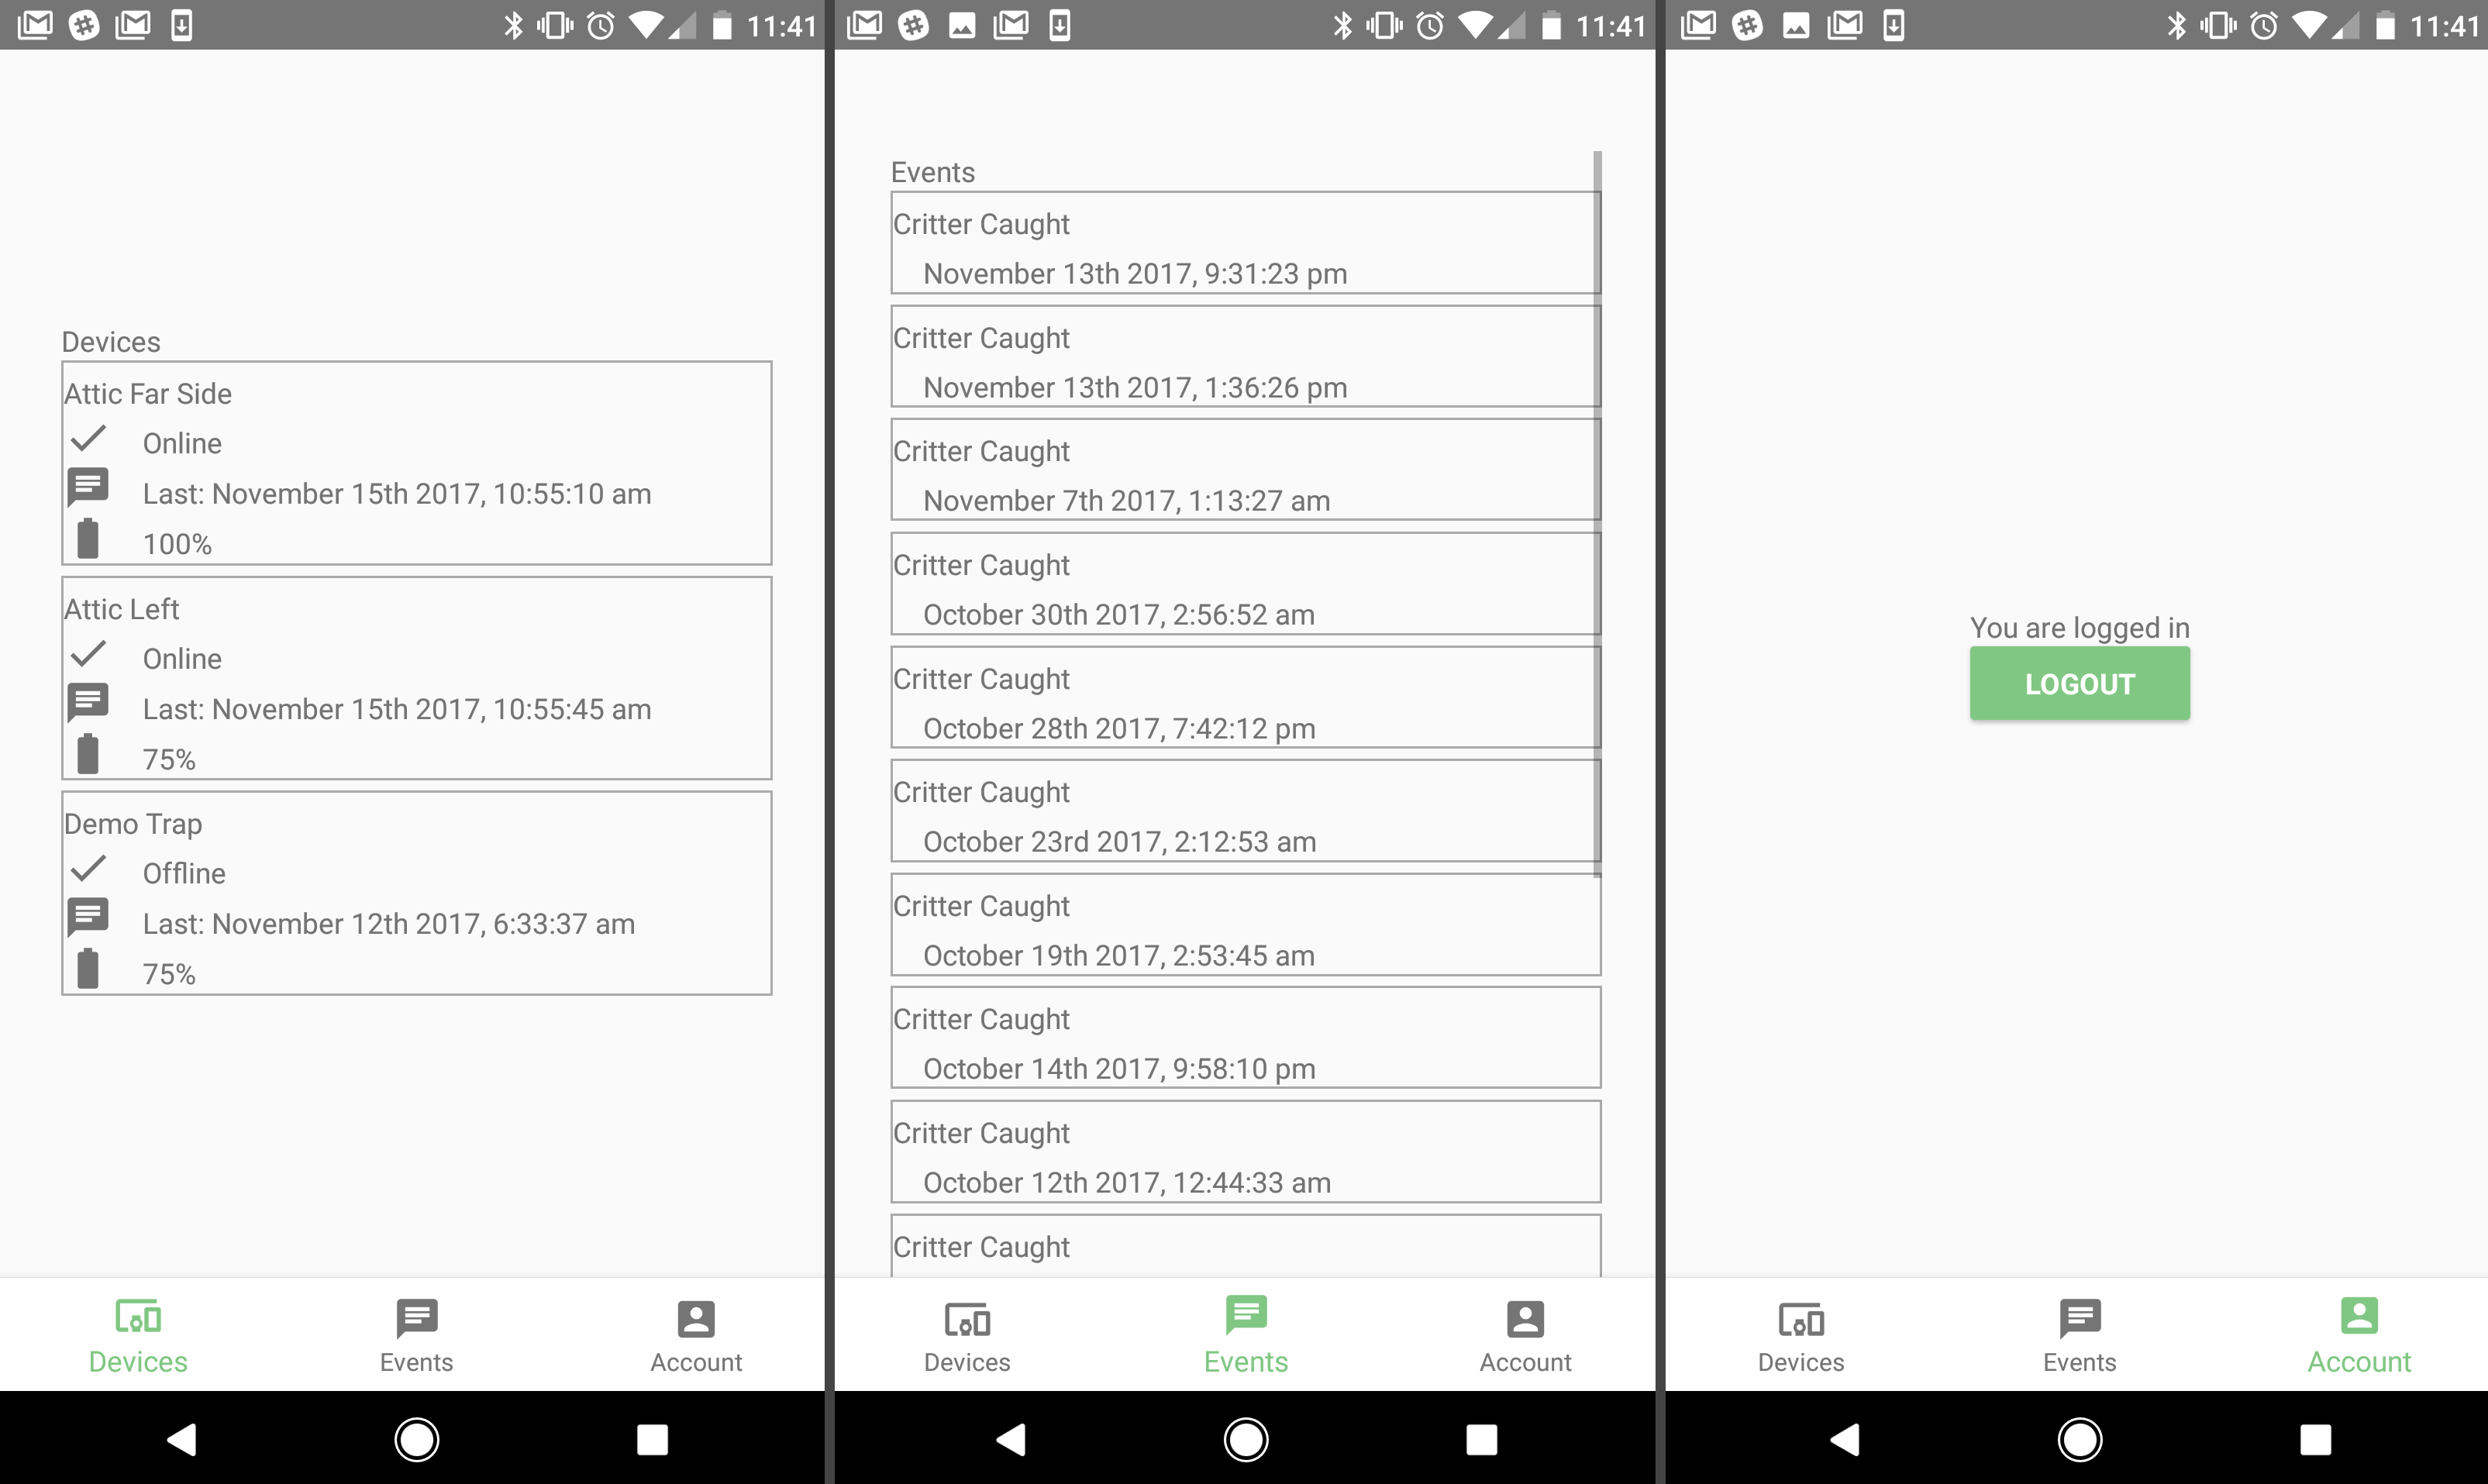 11:41
Devices
Attic Far Side
Online
Last: November 15th 2017, 10:55:10 am
100%
Attic Left
Online
Last: November 15th 2017, 10:55:45 am
75%
Demo Trap
Offline
Last: November 12th 2017, 6:33:37 am
75%
Devices
Events
Account
11:41
Events
Critter Caught
November 13th 2017, 9:31:23 pm
Critter Caught
November 13th 2017, 1:36:26 pm
Critter Caught
November 7th 2017, 1:13:27 am
Critter Caught
October 30th 2017, 2:56:52 am
Critter Caught
October 28th 2017, 7:42:12 pm
Critter Caught
October 23rd 2017, 2:12:53 am
Critter Caught
October 19th 2017, 2:53:45 am
Critter Caught
October 14th 2017, 9:58:10 pm
Critter Caught
October 12th 2017, 12:44:33 am
Critter Caught
Devices
Events
Account
11:41
You are logged in
LOGOUT
Devices
Events
Account